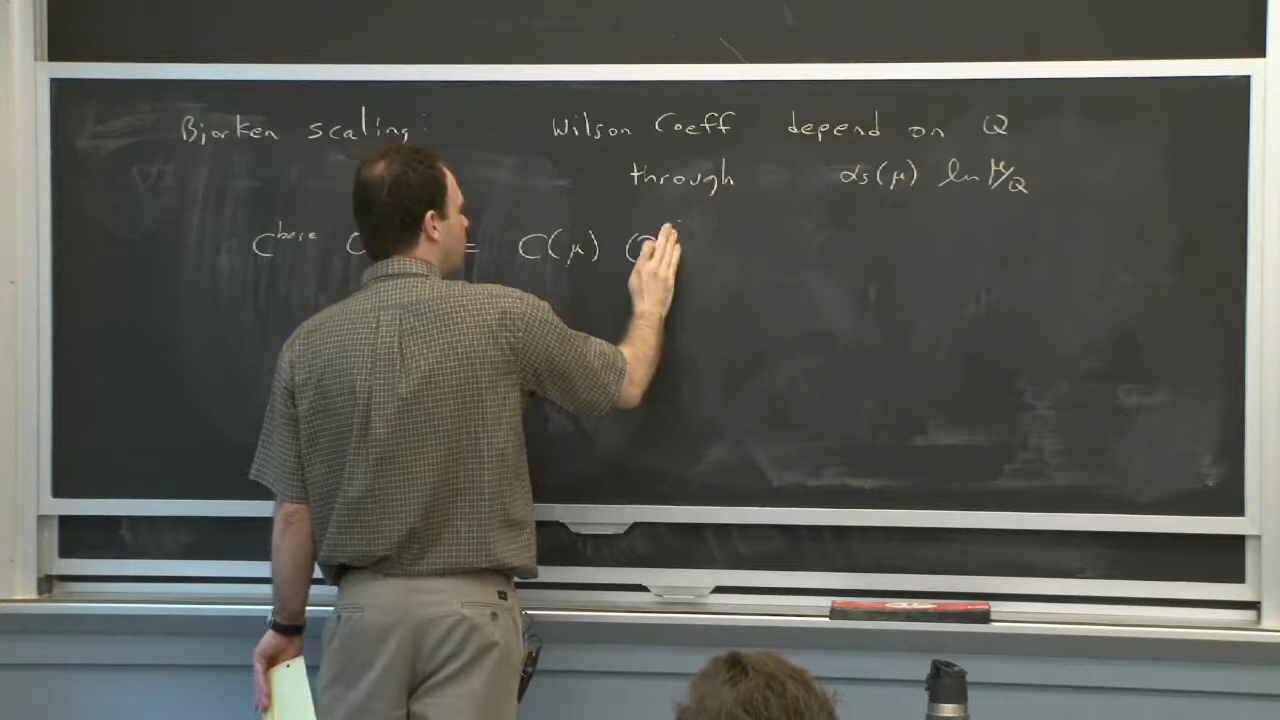 Bjorken scaling: Wilson Coeff depend on Q
through αs(μ) ln μ/Q
C^bare = C(μ)